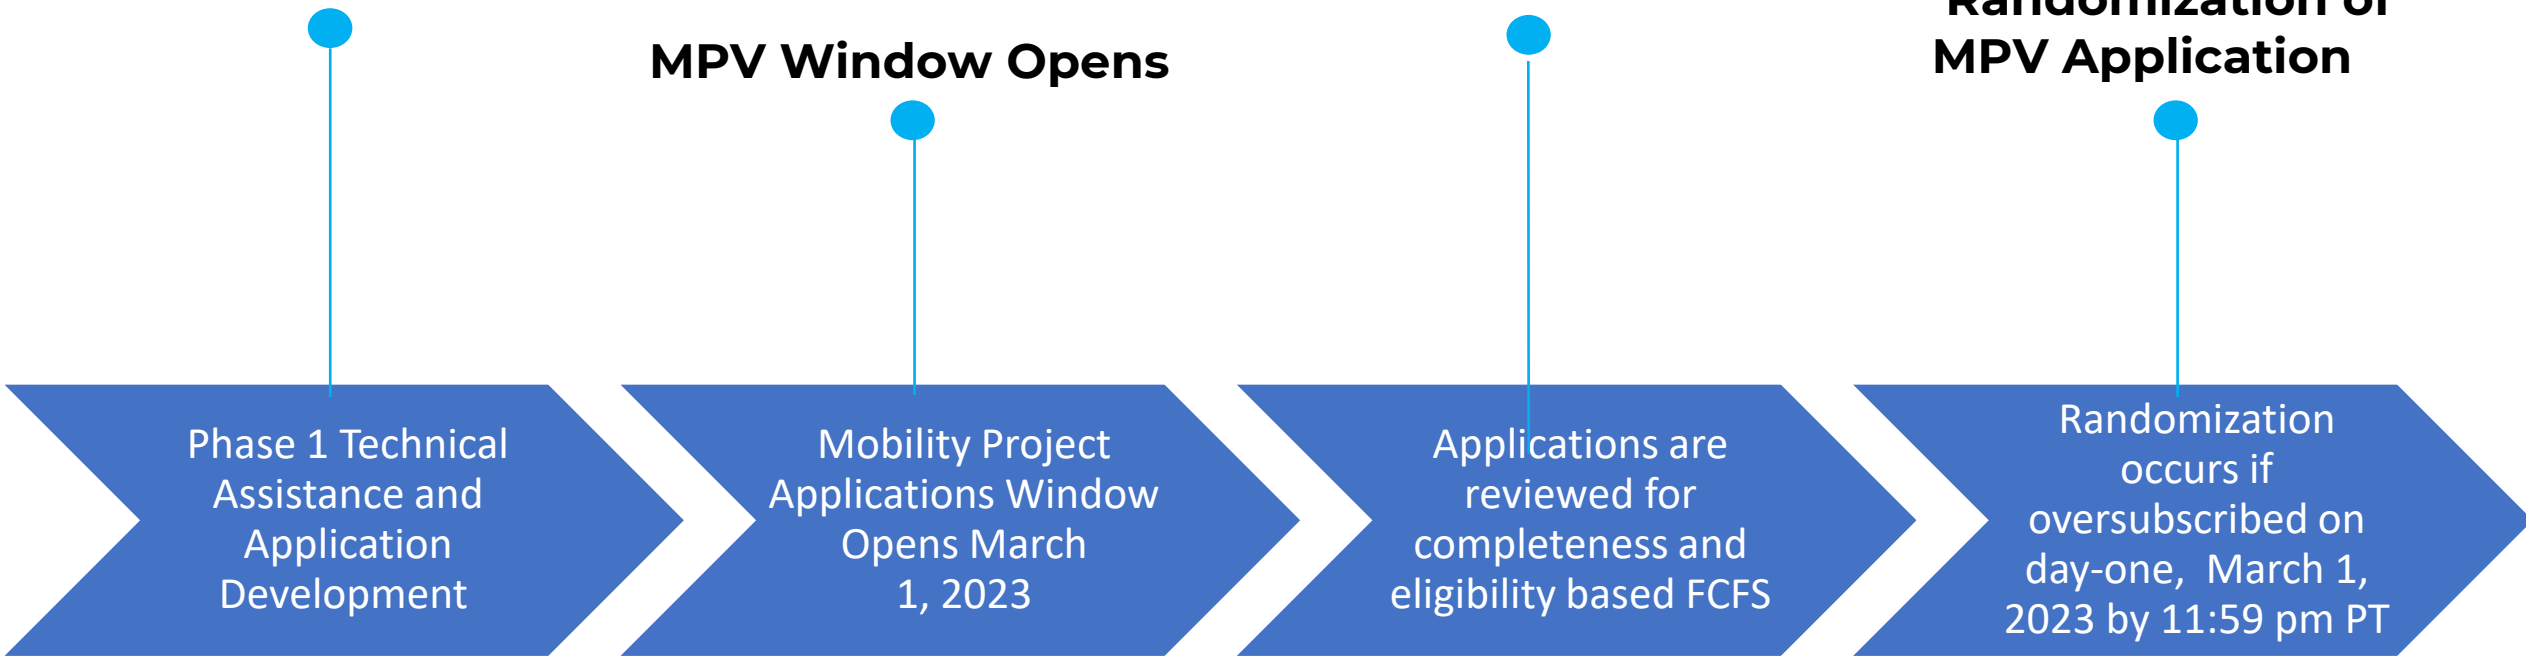 Randomization of
MPV Application
MPV Window Opens
Phase 1 Technical
Assistance and
Application
Development
Mobility Project
Applications Window
Opens March
1, 2023
Applications are
reviewed for
completeness and
eligibility based FCFS
Randomization
occurs if
oversubscribed on
day-one, March 1,
2023 by 11:59 pm PT